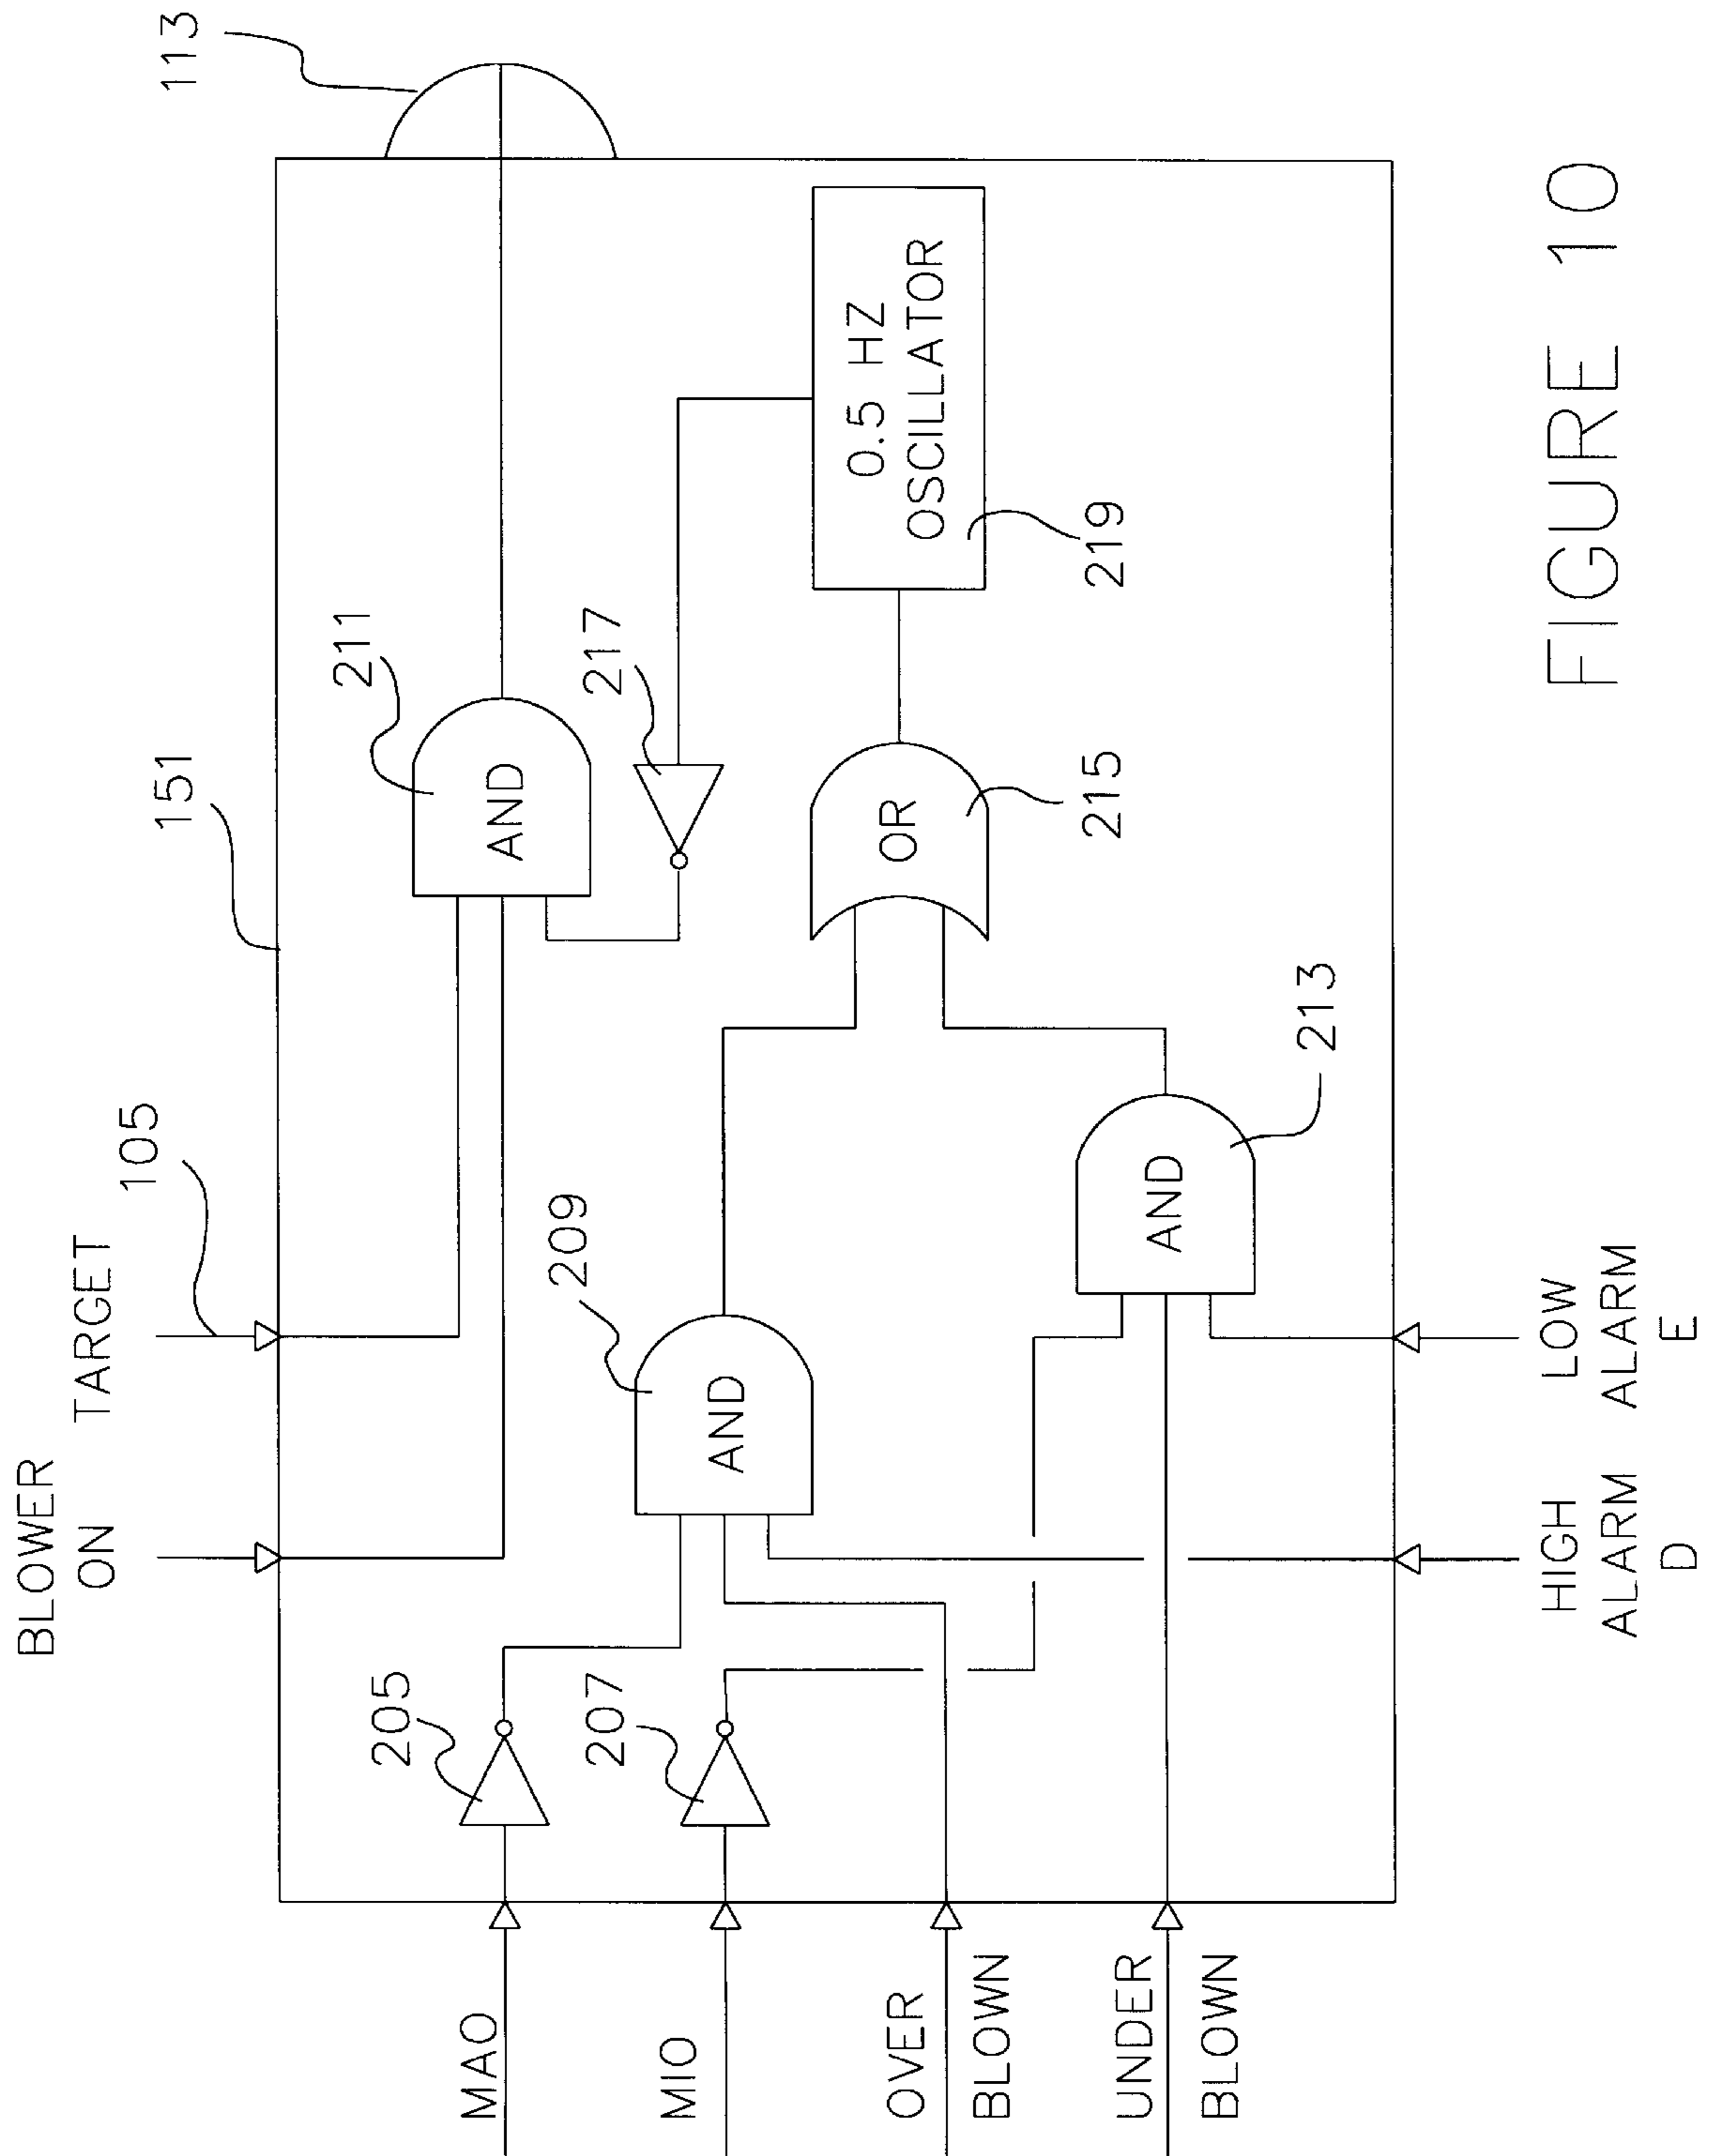 BLOWER
ON
TARGET
105
151
113
MAO
MIO
OVER
BLOWN
UNDER
BLOWN
205
207
209
AND
211
AND
217
OR
215
0.5 HZ
OSCILLATOR
219
AND
213
HIGH
ALARM
D
LOW
ALARM
E
FIGURE 10